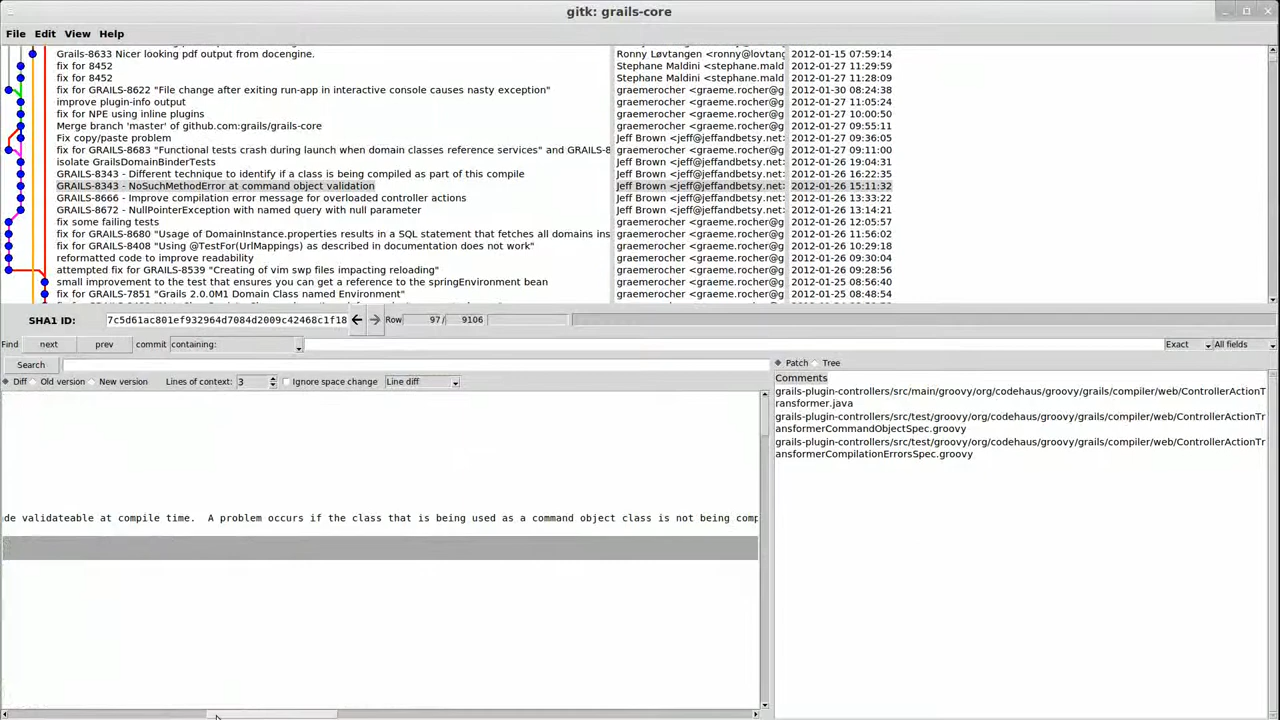 gitk: grails-core
File Edit View Help
Grails-8633 Nicer looking pdf output from docengine. Ronny Løvtangen <ronny@lovtang 2012-01-15 07:59:14
fix for 8452 Stephane Maldini <stephane.mald 2012-01-17 11:29:59
fix for 8452 Stephane Maldini <stephane.mald 2012-01-17 11:28:09
fix for GRAILS-8622 "File change after exiting run-app in interactive console causes nasty exception" graemerocher <graeme.rocher@g 2012-01-30 08:24:38
improve plugin-info output graemerocher <graeme.rocher@g 2012-01-27 11:05:24
fix for NPE using inline plugins graemerocher <graeme.rocher@g 2012-01-27 10:00:50
Merge branch 'master' of github.com:grails/grails-core graemerocher <graeme.rocher@g 2012-01-27 09:55:11
Fix copy/paste problem Jeff Brown <jeff@jeffandbetsy.net: 2012-01-27 09:36:05
fix for GRAILS-8683 "Functional tests crash during launch when domain classes reference services" and GRAILS-8 graemerocher <graeme.rocher@g 2012-01-27 09:11:00
isolate GrailsDomainBinderTests Jeff Brown <jeff@jeffandbetsy.net: 2012-01-26 19:04:31
GRAILS-8343 - Different technique to identify if a class is being compiled as part of this compile Jeff Brown <jeff@jeffandbetsy.net: 2012-01-26 16:22:35
GRAILS-8343 - NoSuchMethodError at command object validation Jeff Brown <jeff@jeffandbetsy.net: 2012-01-26 15:11:32
GRAILS-8666 - Improve compilation error message for overloaded controller actions Jeff Brown <jeff@jeffandbetsy.net: 2012-01-26 13:33:22
GRAILS-8672 - NullPointerException with named query with null parameter Jeff Brown <jeff@jeffandbetsy.net: 2012-01-26 13:14:21
fix some failing tests graemerocher <graeme.rocher@g 2012-01-26 12:05:57
fix for GRAILS-8680 "Usage of DomainInstance.properties results in a SQL statement that fetches all domains ins graemerocher <graeme.rocher@g 2012-01-26 11:56:02
fix for GRAILS-8408 "Using @TestFor(UrlMappings) as described in documentation does not work" graemerocher <graeme.rocher@g 2012-01-26 10:29:18
reformatted code to improve readability graemerocher <graeme.rocher@g 2012-01-26 09:30:04
attempted fix for GRAILS-8539 "Creating of vim swp files impacting reloading" graemerocher <graeme.rocher@g 2012-01-26 09:28:56
small improvement to the test that ensures you can get a reference to the springEnvironment bean graemerocher <graeme.rocher@g 2012-01-25 08:56:40
fix for GRAILS-7851 "Grails 2.0.0M1 Domain Class named Environment" graemerocher <graeme.rocher@g 2012-01-25 08:48:54
SHA1 ID: 7c5d61ac801ef932964d7084d2009c42468c1f18 Row 97 / 9106
Find next prev commit containing: Exact All fields
Search Patch Tree
Diff Old version New version Lines of context: 3 Ignore space change Line diff
Comments
grails-plugin-controllers/src/main/groovy/org/codehaus/groovy/grails/compiler/web/ControllerActionT
ransformer.java
grails-plugin-controllers/src/test/groovy/org/codehaus/groovy/grails/compiler/web/ControllerActionTr
ansformerCommandObjectSpec.groovy
grails-plugin-controllers/src/test/groovy/org/codehaus/groovy/grails/compiler/web/ControllerActionTr
ansformerCompilationErrorsSpec.groovy
de validateable at compile time. A problem occurs if the class that is being used as a command object class is not being comp